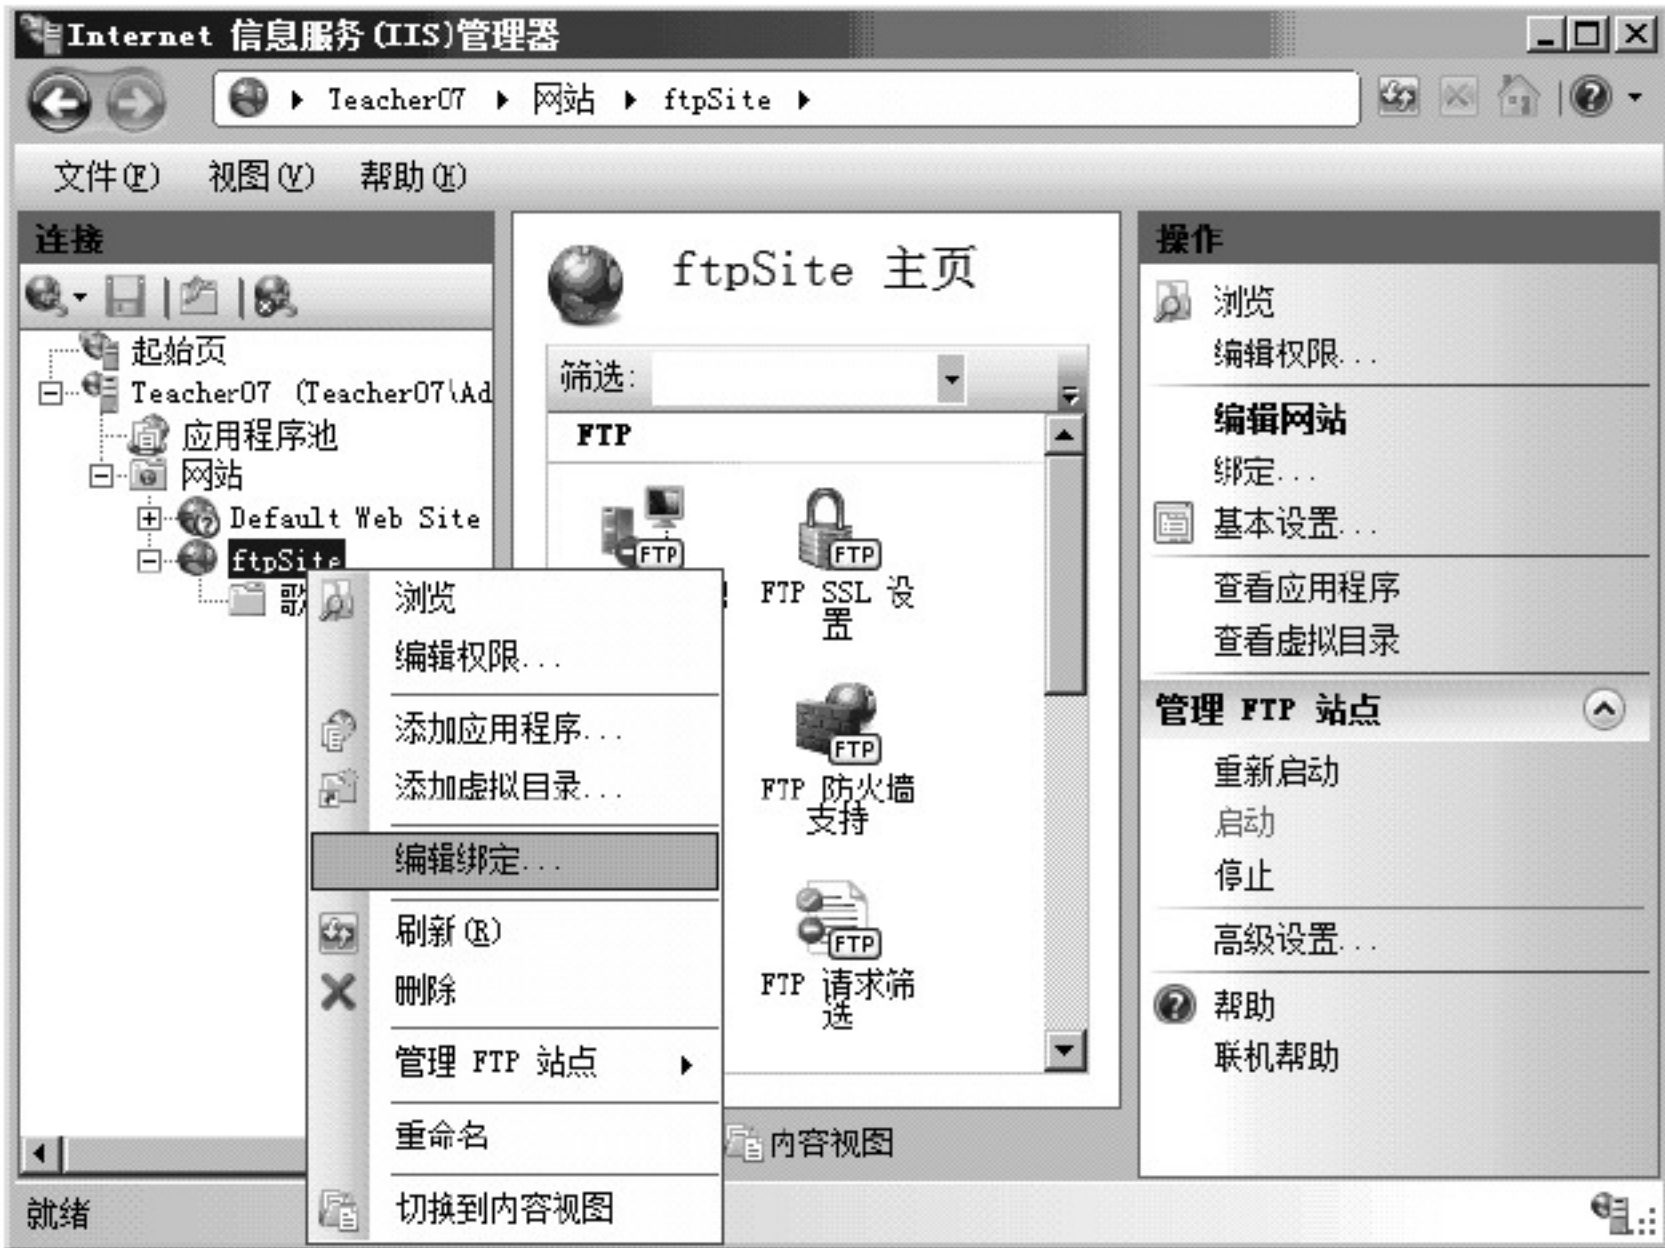 Internet 信息服务(IIS)管理器
Teacher07 网站 ftpSite
文件(F) 视图(V) 帮助(H)
连接
起始页
Teacher07 (Teacher07\Ad
应用程序池
网站
Default Web Site
ftpSite
歌
浏览
编辑权限...
添加应用程序...
添加虚拟目录...
编辑绑定...
刷新(R)
删除
管理 FTP 站点
重命名
切换到内容视图
ftpSite 主页
筛选:
FTP
FTP
FTP
FTP SSL 设
置
FTP
FTP 防火墙
支持
FTP
FTP 请求筛
选
内容视图
操作
浏览
编辑权限...
编辑网站
绑定...
基本设置...
查看应用程序
查看虚拟目录
管理 FTP 站点
重新启动
启动
停止
高级设置...
帮助
联机帮助
就绪